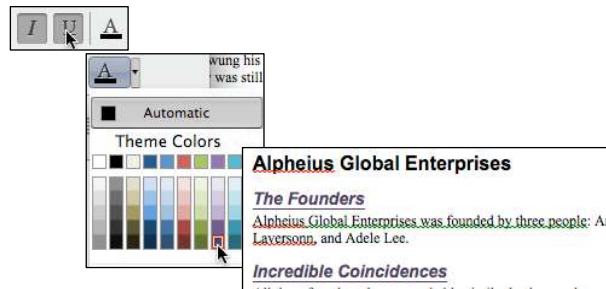 I U A
wung his
A
was still
Automatic
Theme Colors
Alpheius Global Enterprises
The Founders
Alpheius Global Enterprises was founded by three people:
Laversonn, and Adele Lee.
Incredible Coincidences